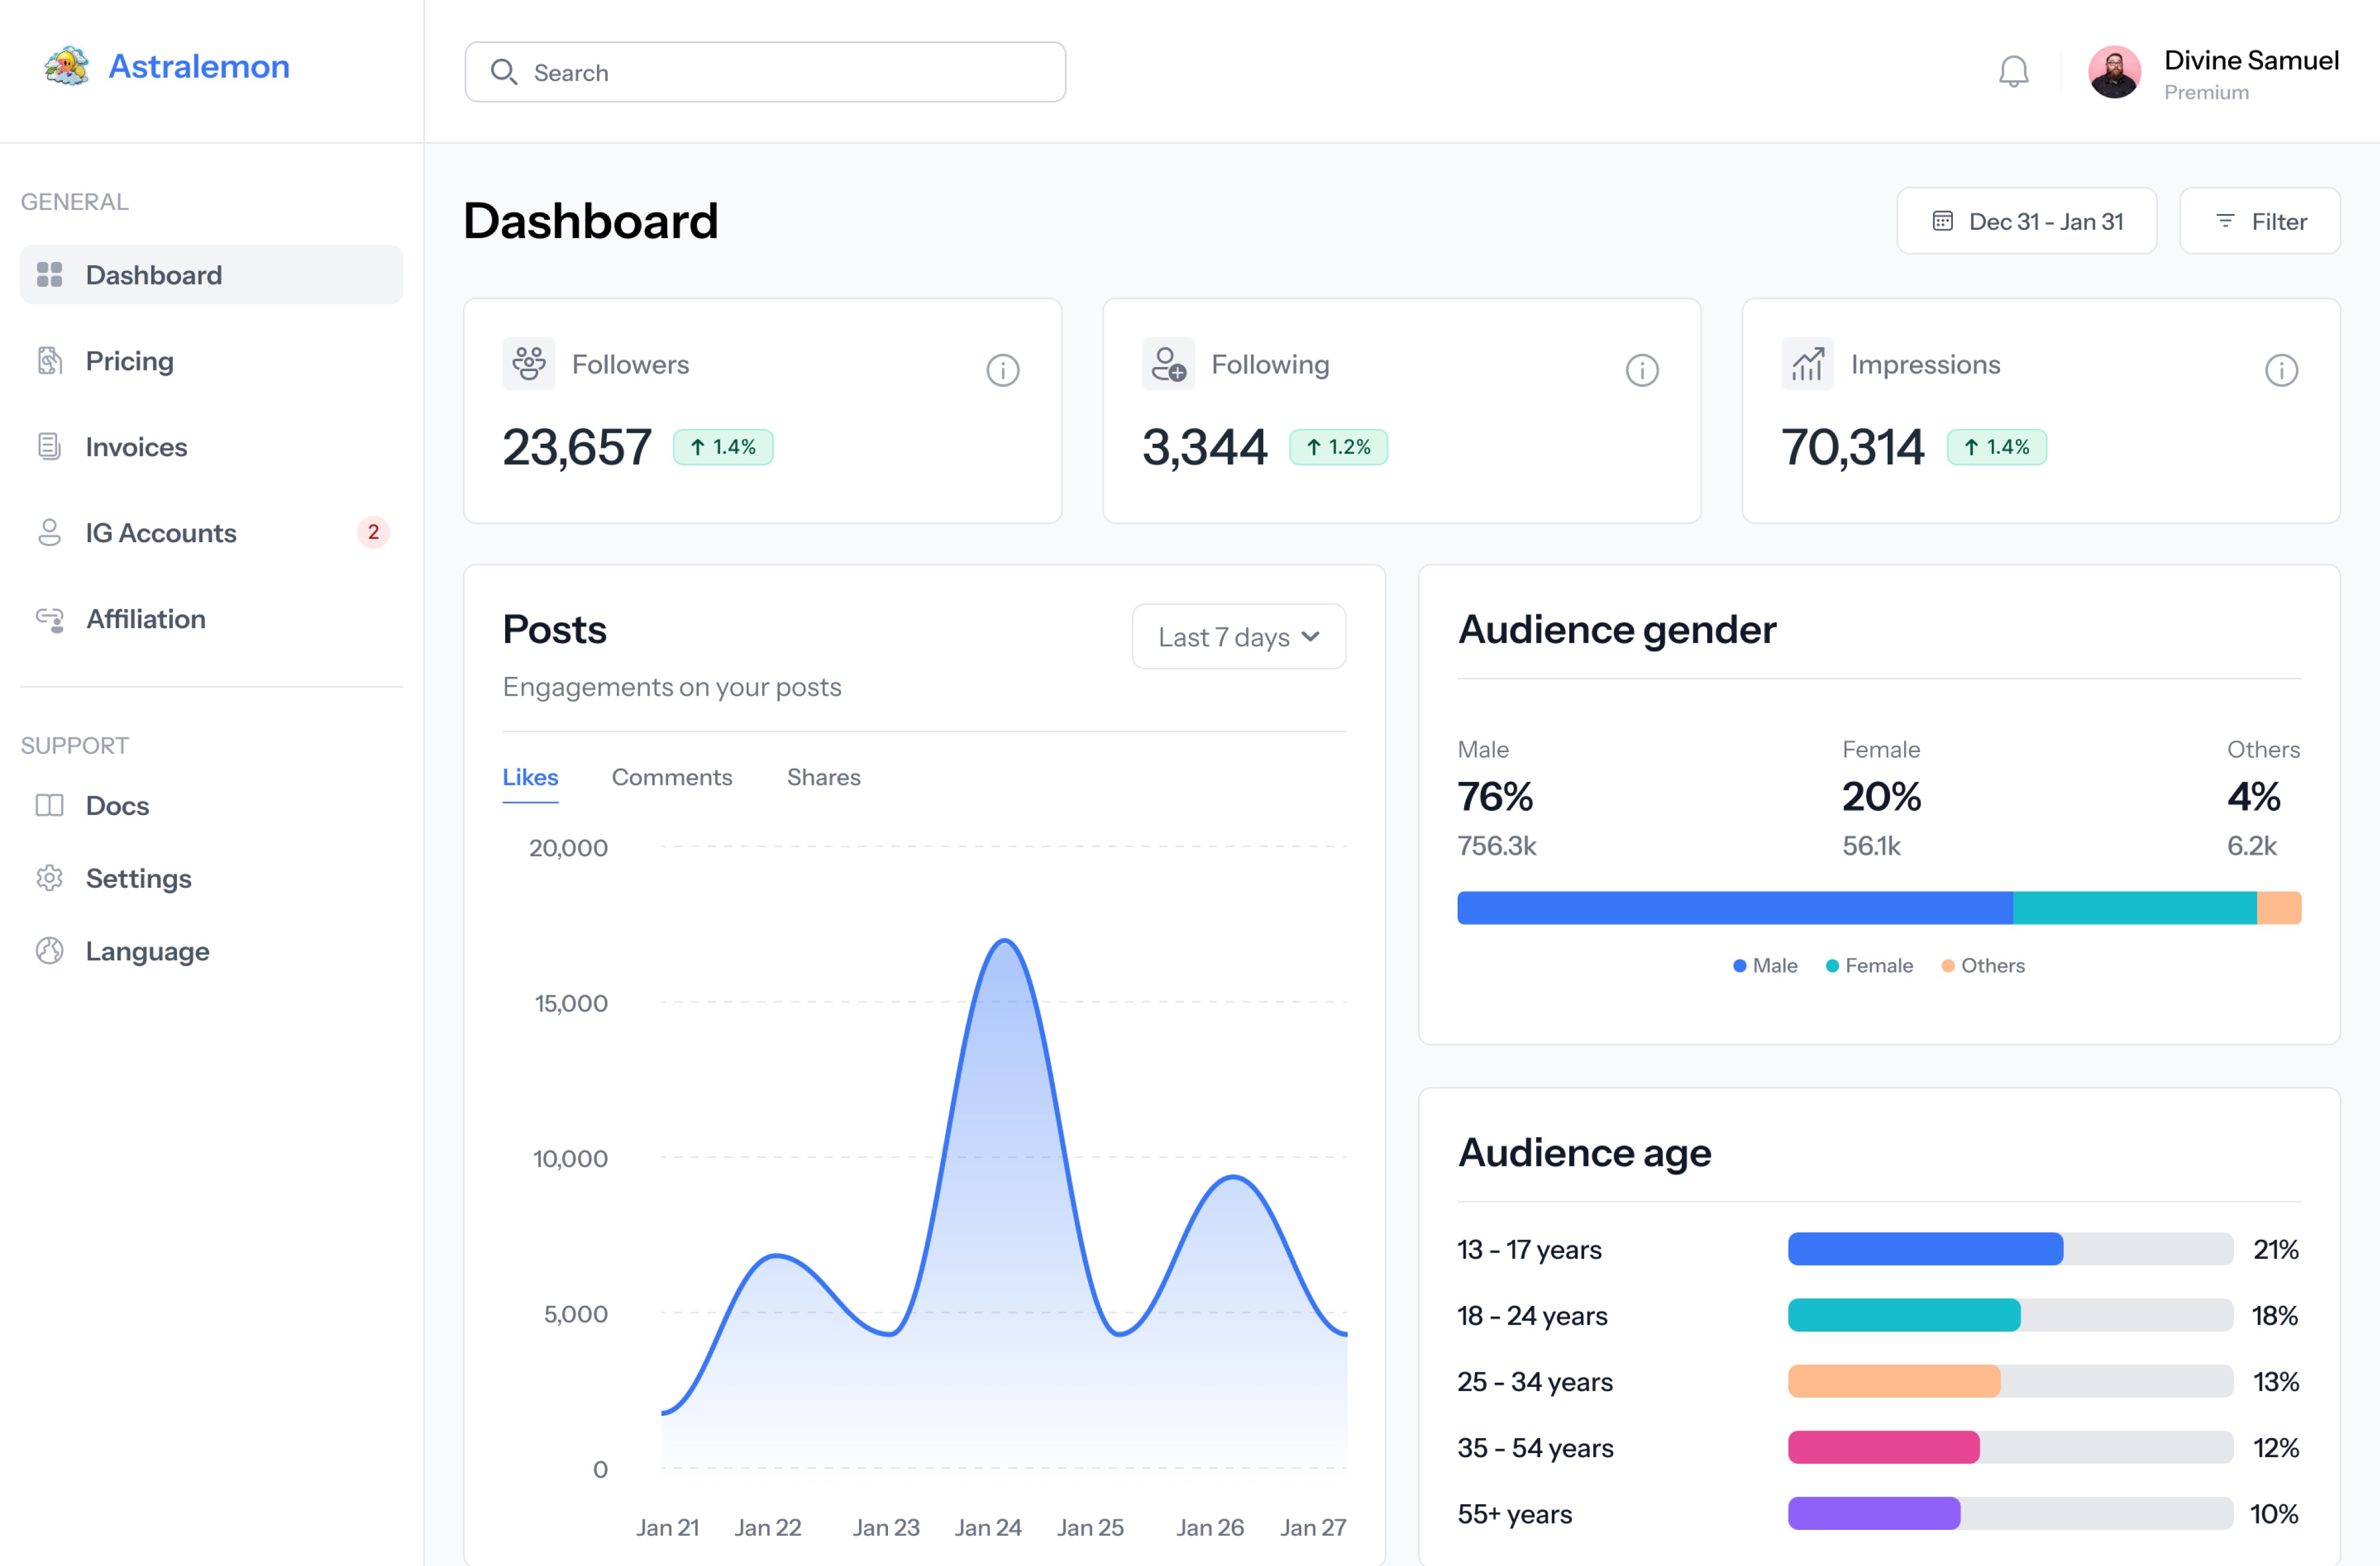 Astralemon
Search
Divine Samuel
Premium
GENERAL
Dashboard
Pricing
Invoices
IG Accounts 2
Affiliation
SUPPORT
Docs
Settings
Language
Dashboard
Dec 31 - Jan 31
Filter
Followers
23,657 ↑ 1.4%
Following
3,344 ↑ 1.2%
Impressions
70,314 ↑ 1.4%
Posts
Last 7 days
Engagements on your posts
Likes Comments Shares
20,000
15,000
10,000
5,000
0
Jan 21 Jan 22 Jan 23 Jan 24 Jan 25 Jan 26 Jan 27
Audience gender
Male Female Others
76% 20% 4%
756.3k 56.1k 6.2k
Male Female Others
Audience age
13 - 17 years 21%
18 - 24 years 18%
25 - 34 years 13%
35 - 54 years 12%
55+ years 10%